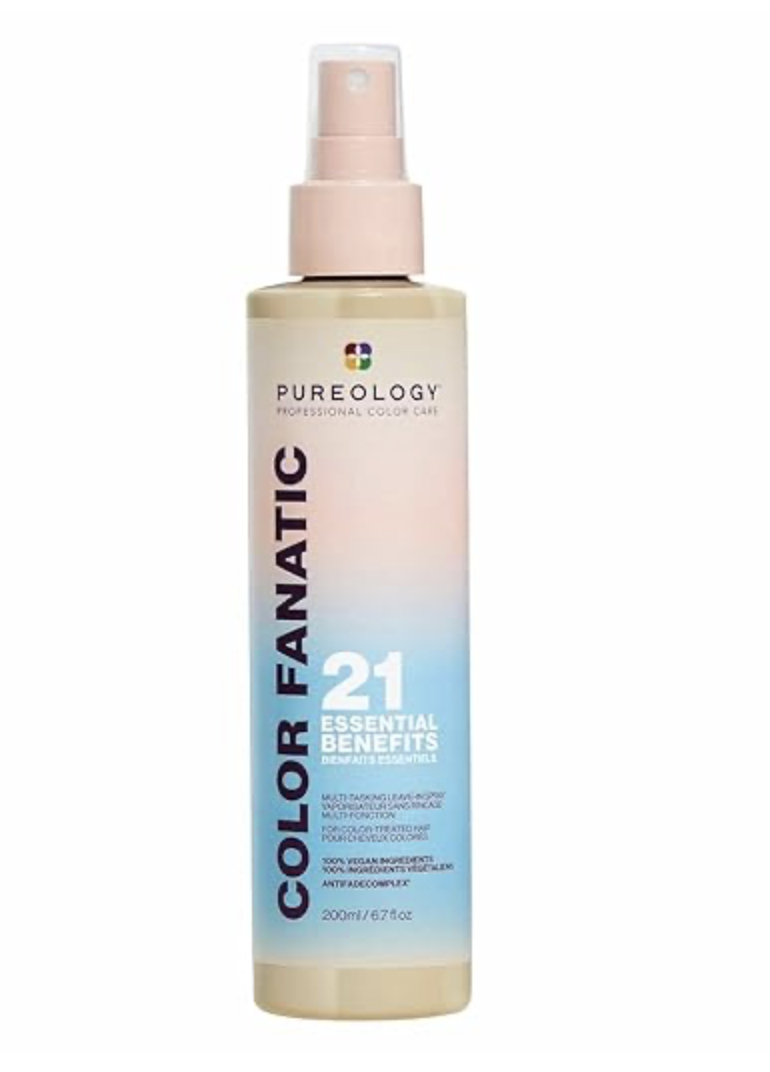 PUREOLOGY
PROFESSIONAL COLOR CARE
COLOR FANATIC
21
ESSENTIAL
BENEFITS
BIENFAITS ESSENTIELS
MULTI-TASKING LEAVE-IN SPRAY
VAPORISATEUR SANS RINÇAGE
MULTI-FONCTION
FOR COLOR-TREATED HAIR
POUR CHEVEUX COLORÉS
100% VEGAN INGREDIENTS
100% INGRÉDIENTS VÉGÉTALIENS
ANTIFADECOMPLEX®
200ml / 6.7 fl oz